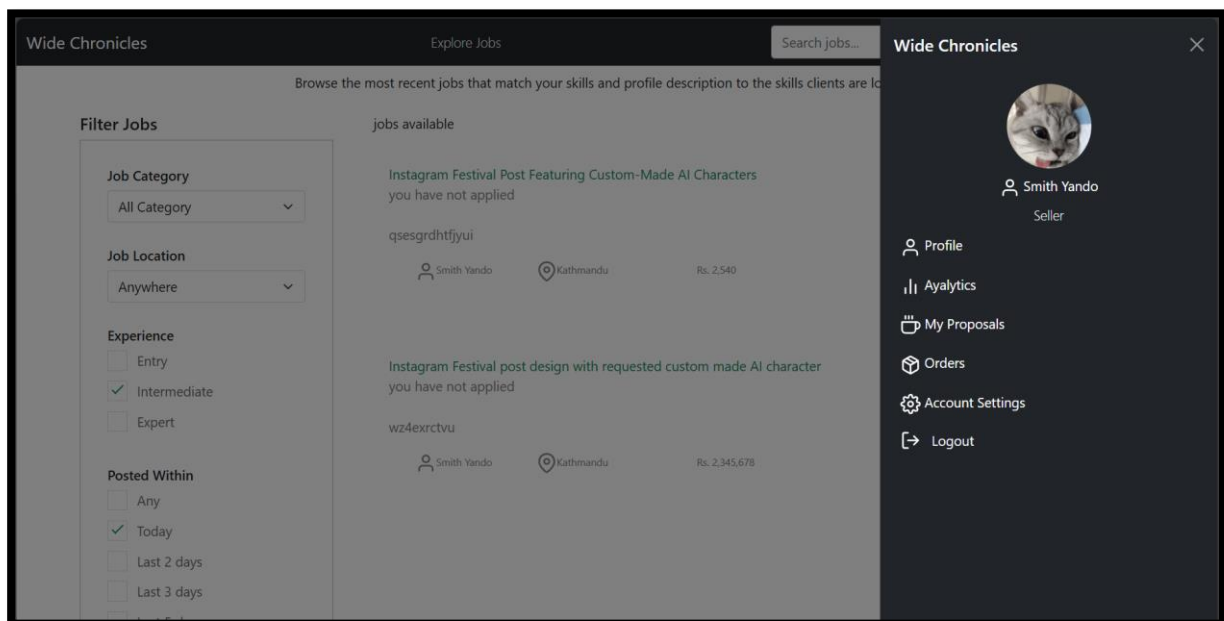 Wide Chronicles
Explore Jobs
Search jobs...
Browse the most recent jobs that match your skills and profile description to the skills clients are
Filter Jobs
Job Category
All Category
Job Location
Anywhere
Experience
Entry
Intermediate
Expert
Posted Within
Any
Today
Last 2 days
Last 3 days
jobs available
Instagram Festival Post Featuring Custom-Made AI Characters
you have not applied
qsesgrdhtfjyui
Smith Yando Kathmandu Rs. 2,540
Instagram Festival post design with requested custom made AI character
you have not applied
wz4exrctvu
Smith Yando Kathmandu Rs. 2,345,678
Wide Chronicles
Smith Yando
Seller
Profile
Ayalytics
My Proposals
Orders
Account Settings
Logout